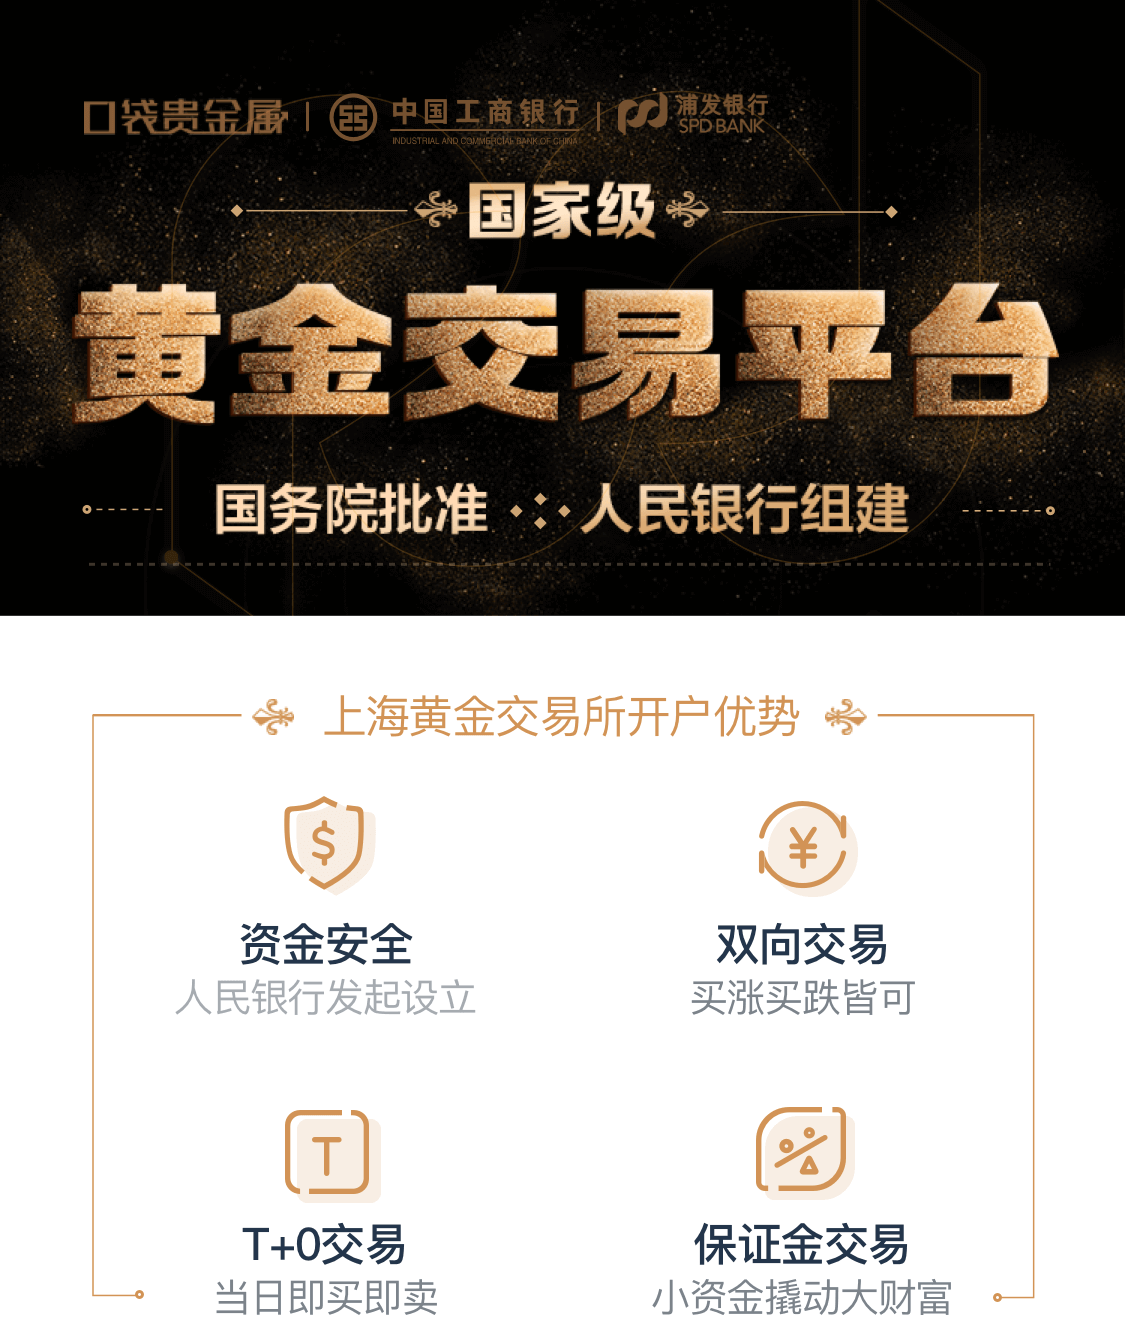 口袋贵金属 中国工商银行 浦发银行
INDUSTRIAL AND COMMERCIAL BANK OF CHINA SPD BANK
国家级
黄金交易平台
国务院批准 人民银行组建
上海黄金交易所开户优势
资金安全 双向交易
人民银行发起设立 买涨买跌皆可
T
T+0交易 保证金交易
当日即买即卖 小资金撬动大财富